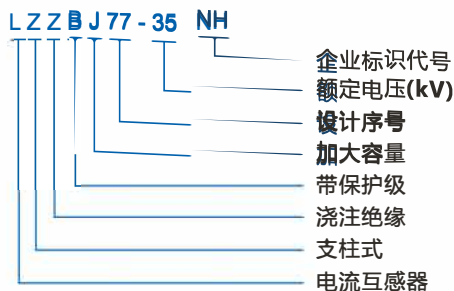 LZZBJ77-35 NH
企业标识代号
额定电压(kV)
设计序号
加大容量
带保护级
浇注绝缘
支柱式
电流互感器